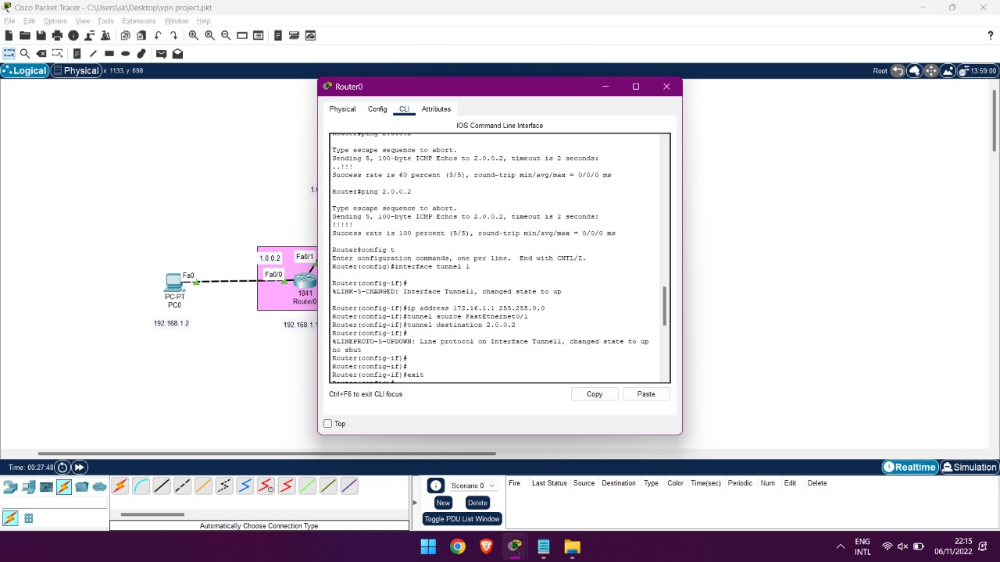 Cisco Packet Tracer - C:\Users\sk\Desktop\vpn project.pkt
File Edit Options View Tools Extensions Window Help
Logical Physical x: 1133, y: 698 Root 13:59:00
Router0
Physical Config CLI Attributes
IOS Command Line Interface
Router#ping 2.0.0.2
Type escape sequence to abort.
Sending 5, 100-byte ICMP Echos to 2.0.0.2, timeout is 2 seconds:
..!!!
Success rate is 60 percent (3/5), round-trip min/avg/max = 0/0/0 ms
Router#ping 2.0.0.2
Type escape sequence to abort.
Sending 5, 100-byte ICMP Echos to 2.0.0.2, timeout is 2 seconds:
!!!!!
Success rate is 100 percent (5/5), round-trip min/avg/max = 0/0/0 ms
Router#config t
Enter configuration commands, one per line.  End with CNTL/Z.
Router(config)#interface tunnel 1
Router(config-if)#
%LINK-5-CHANGED: Interface Tunnel1, changed state to up
Router(config-if)#ip address 172.16.1.1 255.255.0.0
Router(config-if)#tunnel source FastEthernet0/1
Router(config-if)#tunnel destination 2.0.0.2
Router(config-if)#
%LINEPROTO-5-UPDOWN: Line protocol on Interface Tunnel1, changed state to up
no shut
Router(config-if)#
Router(config-if)#
Router(config-if)#exit
Ctrl+F6 to exit CLI focus
Copy Paste
Top
1.0.0.2 Fa0/1
Fa0 Fa0/0
PC-PT
PC0
1841
Router0
192.168.1.2
192.168.1.1
Time: 00:27:48
Realtime Simulation
Automatically Choose Connection Type
Scenario 0
New Delete
Toggle PDU List Window
Fire Last Status Source Destination Type Color Time(sec) Periodic Num Edit Delete
ENG
INTL
22:15
06/11/2022